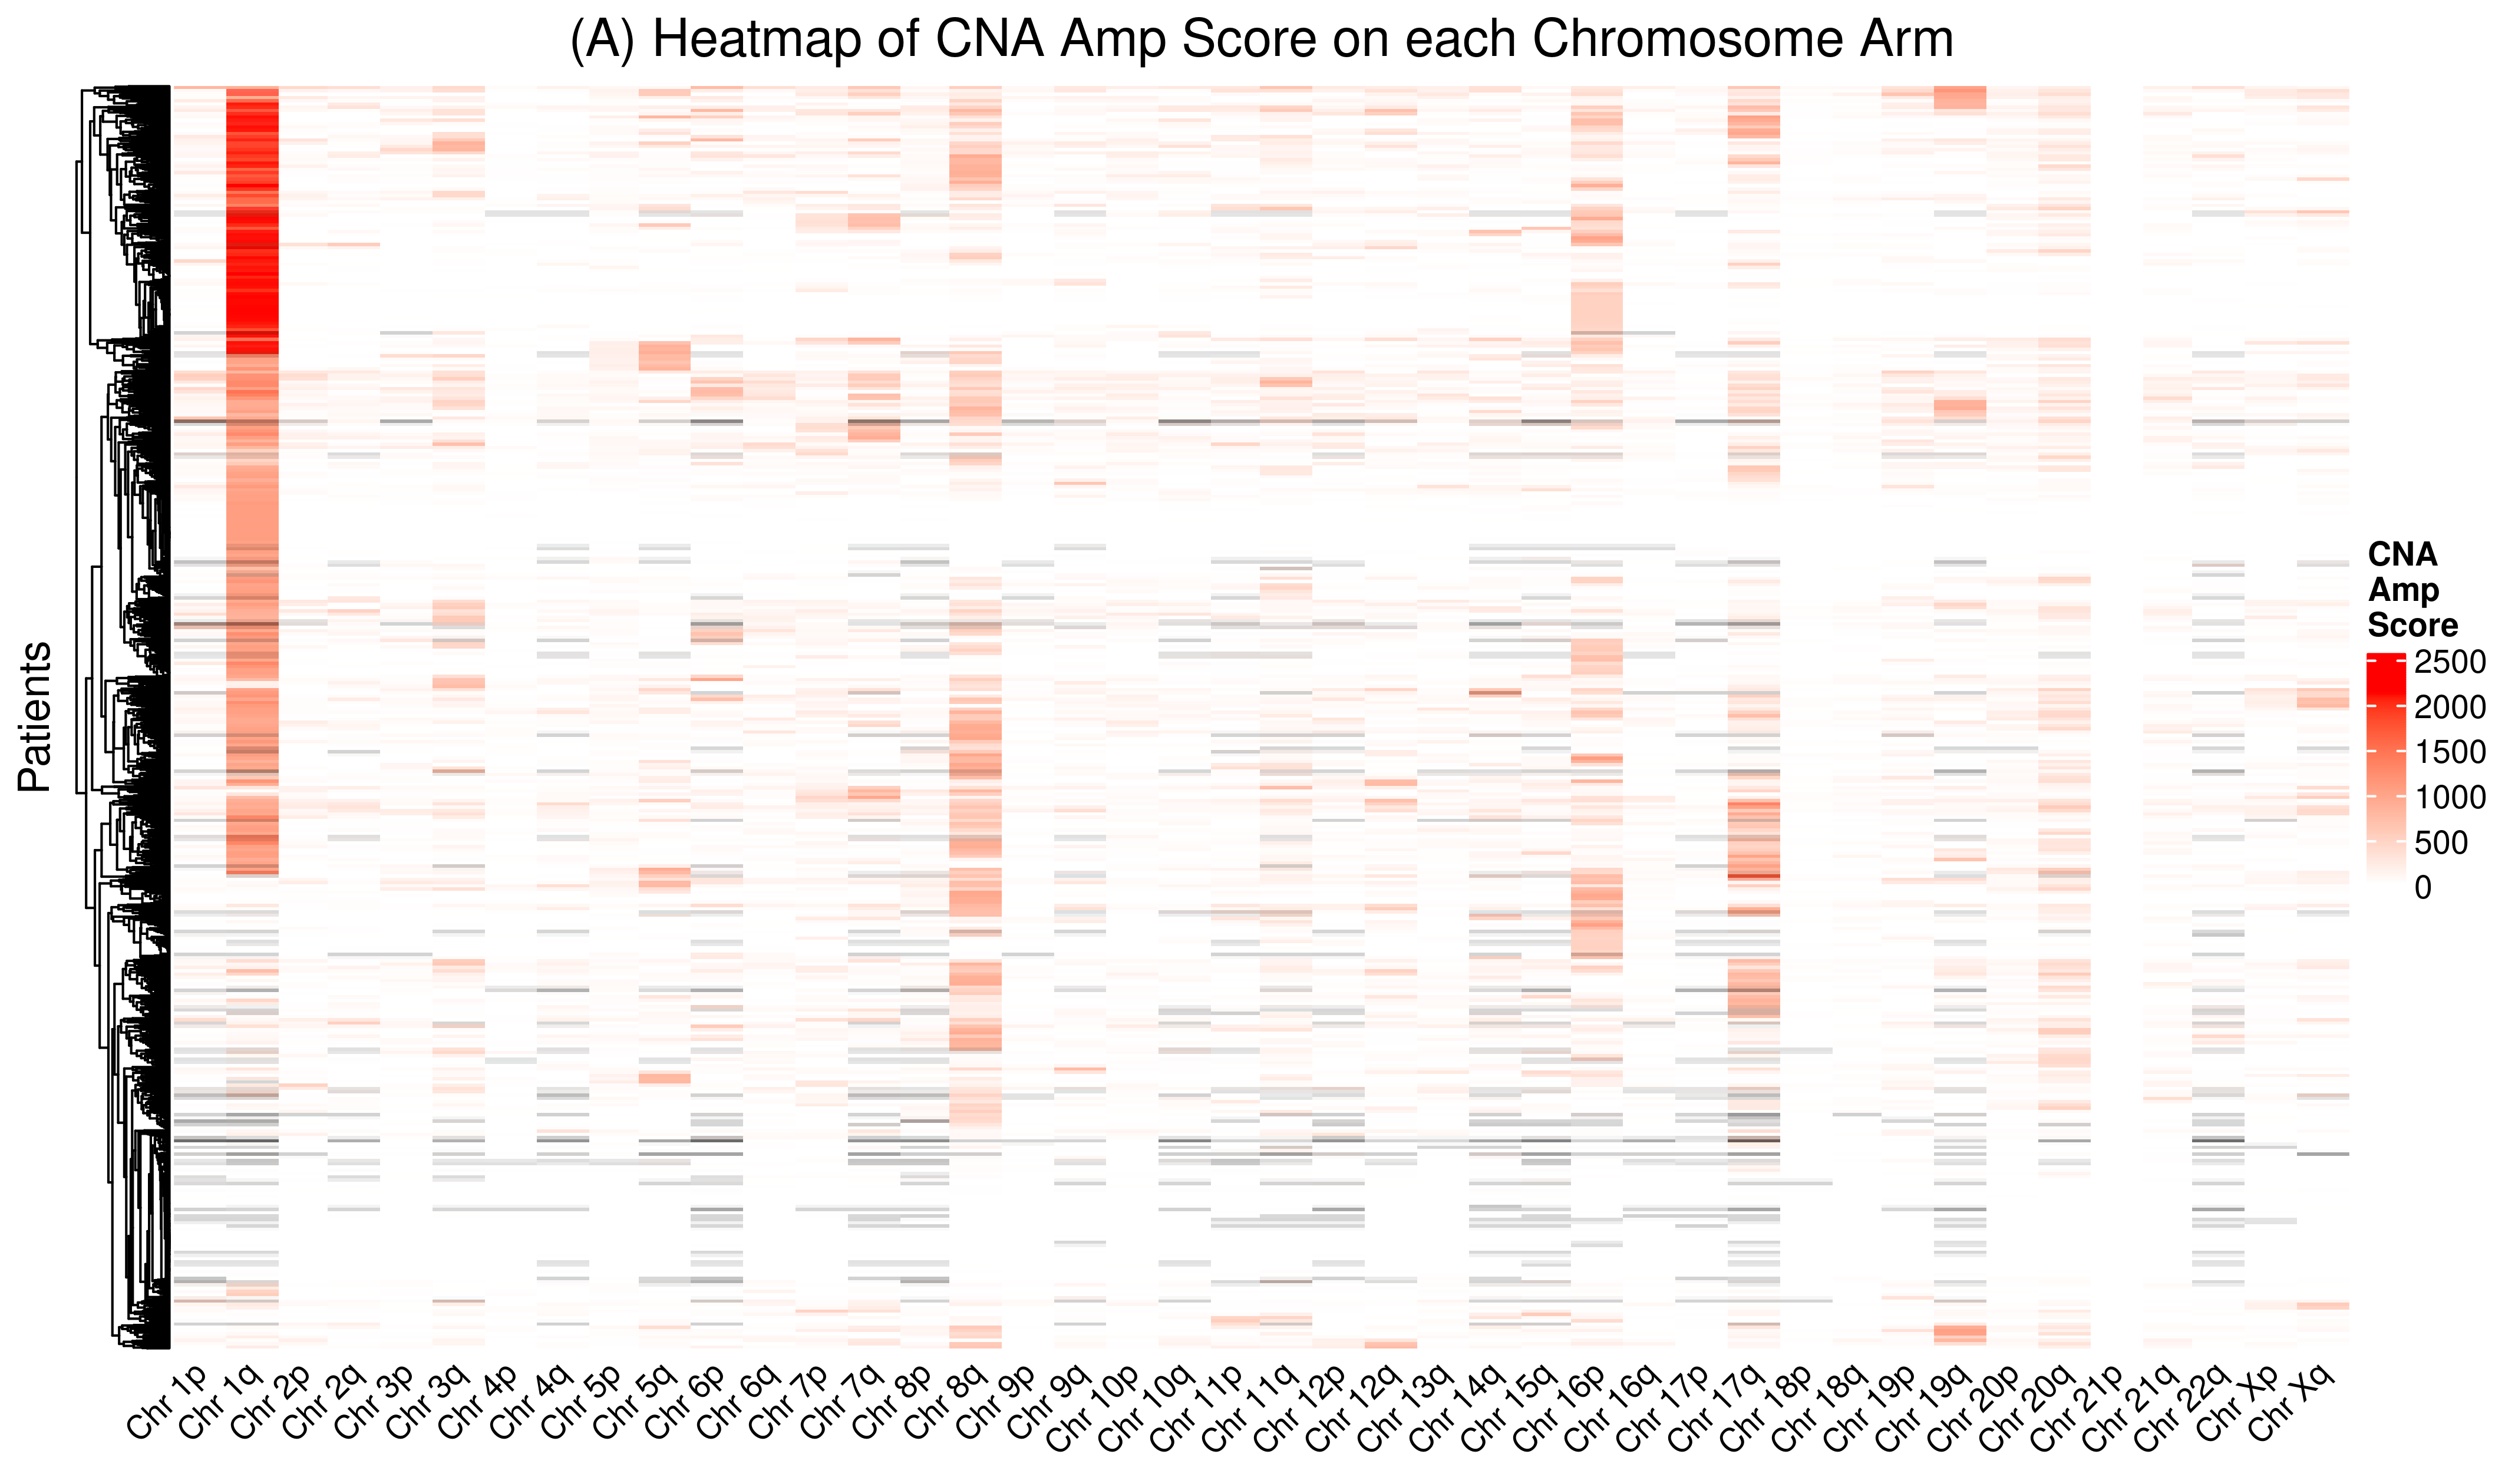 (A) Heatmap of CNA Amp Score on each Chromosome Arm
Patients
CNA
Amp
Score
2500
2000
1500
1000
500
0
Chr 1p
Chr 1q
Chr 2p
Chr 2q
Chr 3p
Chr 3q
Chr 4p
Chr 4q
Chr 5p
Chr 5q
Chr 6p
Chr 6q
Chr 7p
Chr 7q
Chr 8p
Chr 8q
Chr 9p
Chr 9q
Chr 10p
Chr 10q
Chr 11p
Chr 11q
Chr 12p
Chr 12q
Chr 13q
Chr 14q
Chr 15q
Chr 16p
Chr 16q
Chr 17p
Chr 17q
Chr 18p
Chr 18q
Chr 19p
Chr 19q
Chr 20p
Chr 20q
Chr 21p
Chr 21q
Chr 22q
Chr Xp
Chr Xq